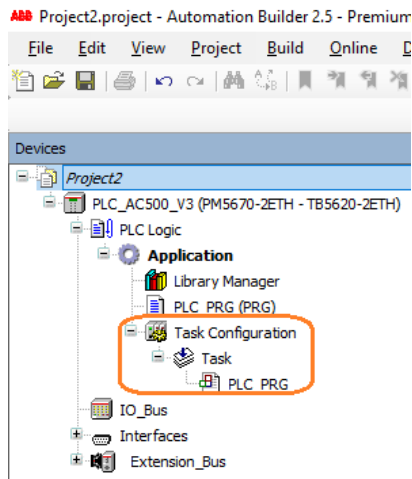 ABB Project2.project - Automation Builder 2.5 - Premium
File Edit View Project Build Online
Devices
Project2
PLC_AC500_V3 (PM5670-2ETH - TB5620-2ETH)
PLC Logic
Application
Library Manager
PLC_PRG (PRG)
Task Configuration
Task
PLC_PRG
IO_Bus
Interfaces
Extension_Bus